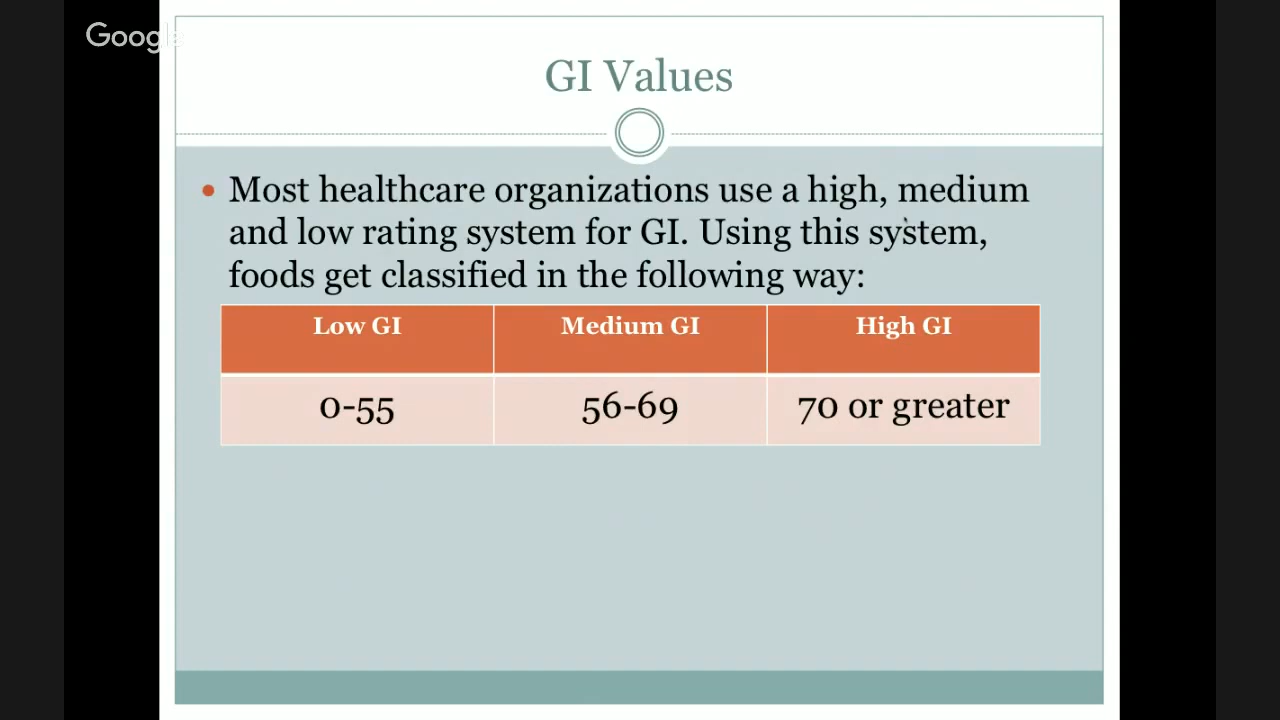 Google
GI Values
• Most healthcare organizations use a high, medium
and low rating system for GI. Using this system,
foods get classified in the following way:
Low GI Medium GI High GI
0-55 56-69 70 or greater